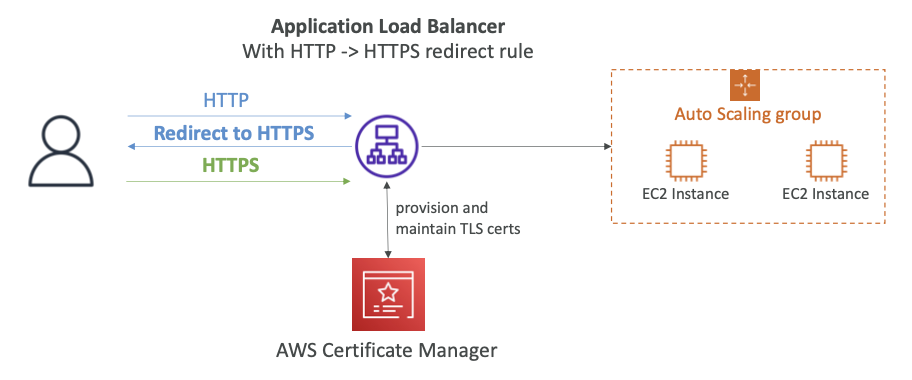 Application Load Balancer
With HTTP -> HTTPS redirect rule
HTTP
Redirect to HTTPS
HTTPS
Auto Scaling group
EC2 Instance
EC2 Instance
provision and
maintain TLS certs
AWS Certificate Manager